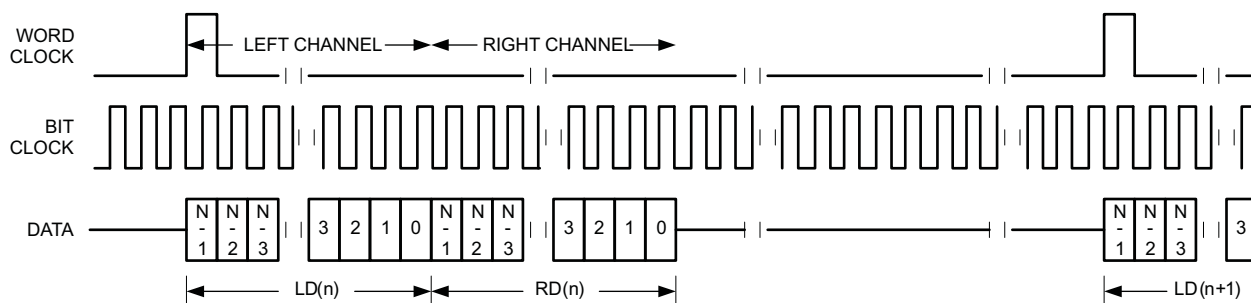 WORD
CLOCK
LEFT CHANNEL
RIGHT CHANNEL
BIT
CLOCK
DATA
N-1 N-2 N-3 3 2 1 0 N-1 N-2 N-3 3 2 1 0 N-1 N-2 N-3 3
LD(n)
RD(n)
LD(n+1)